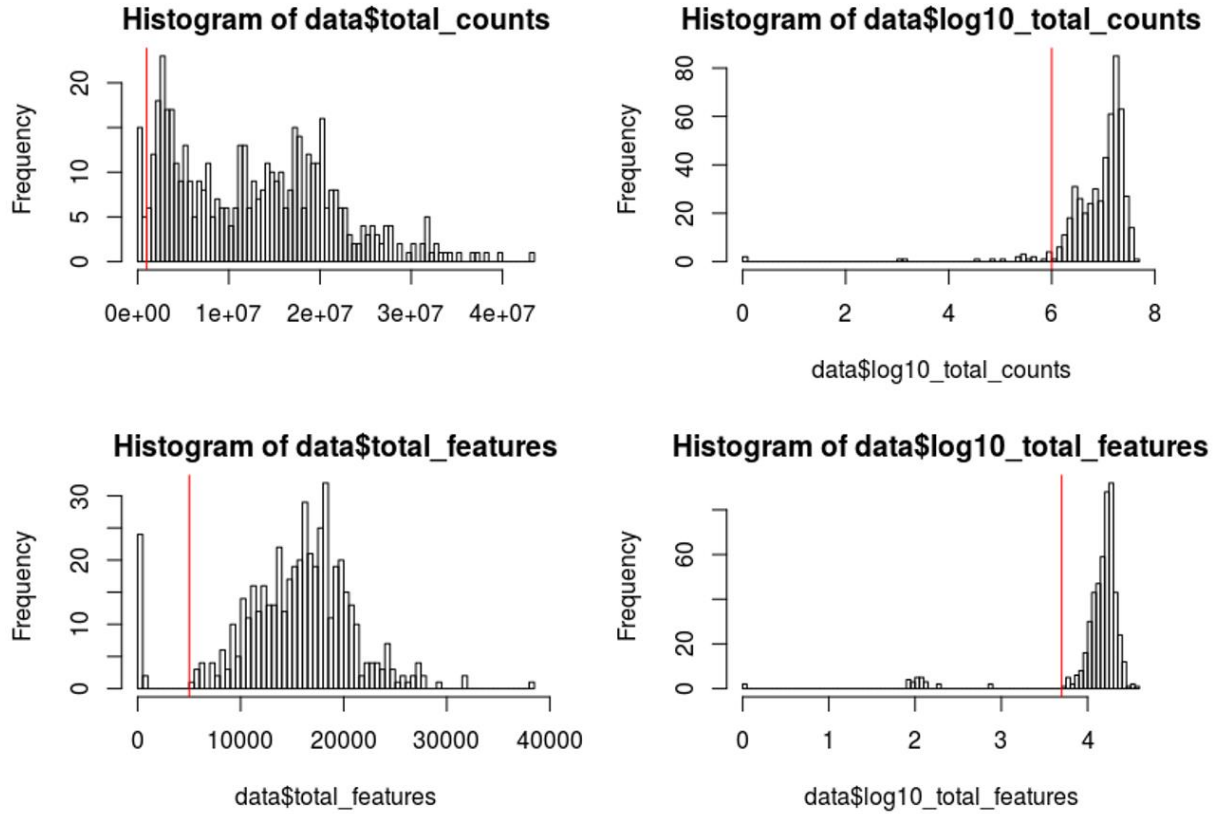 Histogram of data$total_counts
Frequency
0 5 10 20
0e+00 1e+07 2e+07 3e+07 4e+07
Histogram of data$log10_total_counts
Frequency
0 20 40 60 80
0 2 4 6 8
data$log10_total_counts
Histogram of data$total_features
Frequency
0 10 20 30
0 10000 20000 30000 40000
data$total_features
Histogram of data$log10_total_features
Frequency
0 20 60
0 1 2 3 4
data$log10_total_features